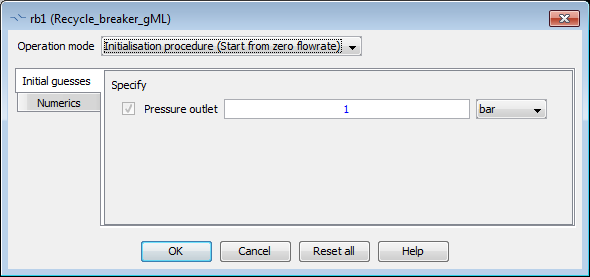 rb1 (Recycle_breaker_gML)
Operation mode Initialisation procedure (Start from zero flowrate)
Initial guesses
Numerics
Specify
Pressure outlet 1 bar
OK Cancel Reset all Help